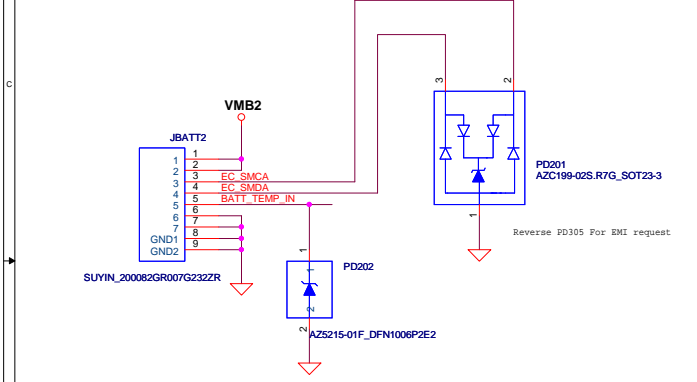 C
VMB2
JBATT2
1 1
2 2
3 3 EC_SMCA
4 4 EC_SMDA
5 5 BATT_TEMP_IN
6 6
7 7
GND1 8
GND2 9
SUYIN_200082GR007G232ZR
3 2
PD201
AZC199-02S.R7G_SOT23-3
1
Reverse PD305 For EMI request
1
PD202
1
2
2
AZ5215-01F_DFN1006P2E2